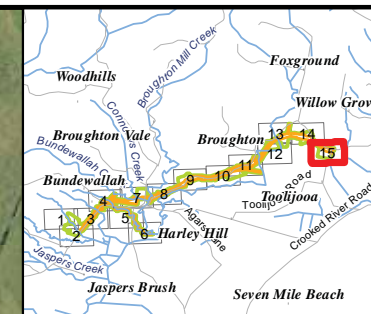 Foxground
Broughton Mill Creek
Woodhills
Willow Grov
Connollys Creek
Broughton Vale
Broughton
13
14
12
15
Bundewallah
11
Bundewallah
10
9
8
7
4
Toolijooa Road
Toolijooa
1
3
5
2
6
Agars Lane
Harley Hill
Crooked River Road
Jaspers Creek
Jaspers Brush
Seven Mile Beach